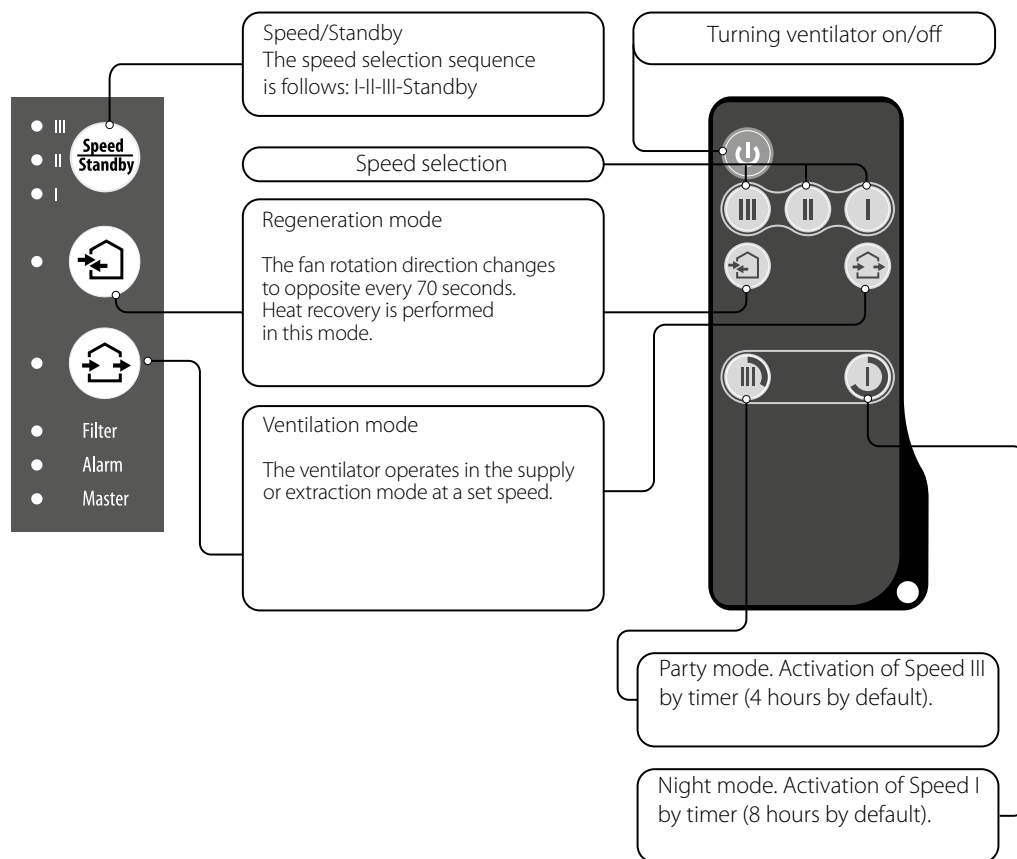 Speed/Standby
The speed selection sequence
is follows: I-II-III-Standby
Turning ventilator on/off
III
II
I
Speed
Standby
Speed selection
III
II
I
Regeneration mode
The fan rotation direction changes
to opposite every 70 seconds.
Heat recovery is performed
in this mode.
III
I
Ventilation mode
The ventilator operates in the supply
or extraction mode at a set speed.
Filter
Alarm
Master
Party mode. Activation of Speed III
by timer (4 hours by default).
Night mode. Activation of Speed I
by timer (8 hours by default).